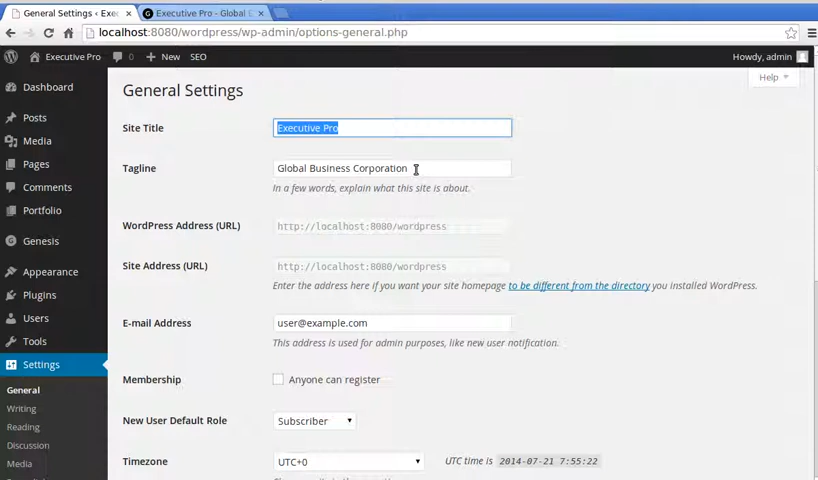 General Settings ‹ Exec
Executive Pro - Global E
localhost:8080/wordpress/wp-admin/options-general.php
Executive Pro 0 + New SEO Howdy, admin
Help
Dashboard
Posts
Media
Pages
Comments
Portfolio
Genesis
Appearance
Plugins
Users
Tools
Settings
General
Writing
Reading
Discussion
Media
General Settings
Site Title Executive Pro
Tagline Global Business Corporation
In a few words, explain what this site is about.
WordPress Address (URL) http://localhost:8080/wordpress
Site Address (URL) http://localhost:8080/wordpress
Enter the address here if you want your site homepage to be different from the directory you installed WordPress.
E-mail Address user@example.com
This address is used for admin purposes, like new user notification.
Membership Anyone can register
New User Default Role Subscriber
Timezone UTC+0 UTC time is 2014-07-21 7:55:22